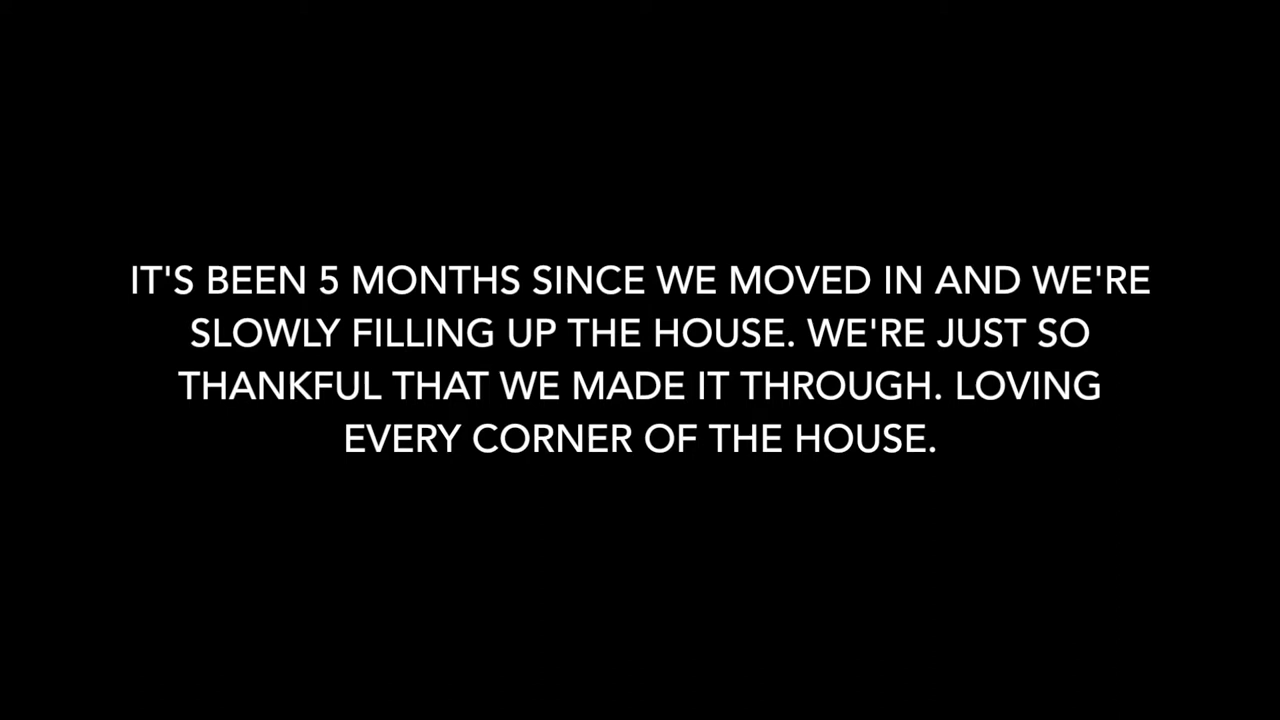 IT'S BEEN 5 MONTHS SINCE WE MOVED IN AND WE'RE
SLOWLY FILLING UP THE HOUSE. WE'RE JUST SO
THANKFUL THAT WE MADE IT THROUGH. LOVING
EVERY CORNER OF THE HOUSE.